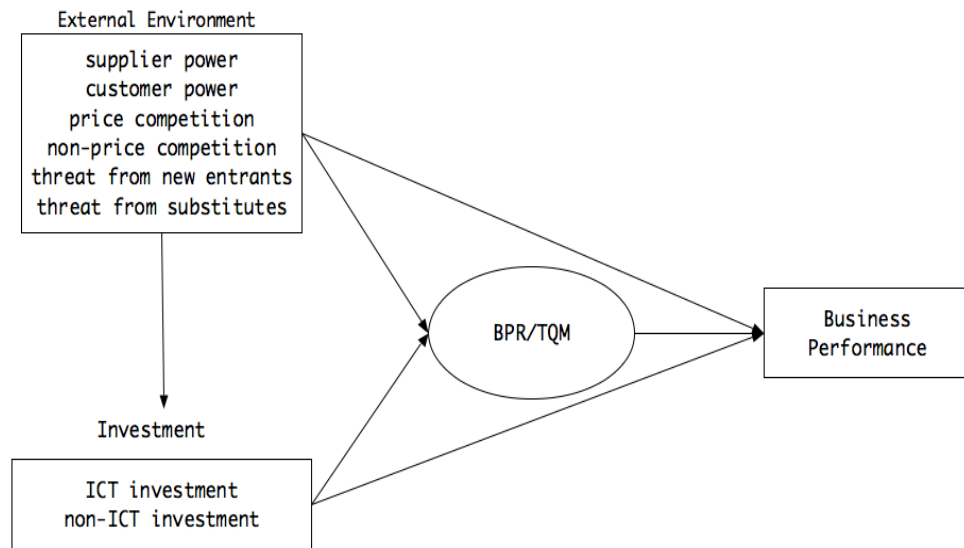 External Environment
supplier power
customer power
price competition
non-price competition
threat from new entrants
threat from substitutes
BPR/TQM
Business
Performance
Investment
ICT investment
non-ICT investment